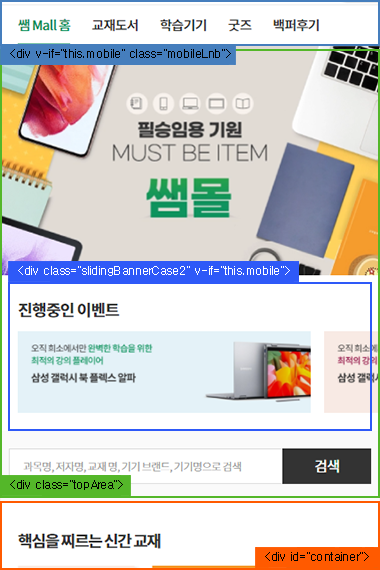 쌤 Mall 홈 교재도서 학습기기 굿즈 백퍼후기
<div v-if="this.mobile" class="mobileLnb">
필승임용 기원
MUST BE ITEM
쌤몰
<div class="slidingBannerCase2" v-if="this.mobile">
진행중인 이벤트
오직 희소에서만 완벽한 학습을 위한
최적의 강의 플레이어
삼성 갤럭시 북 플렉스 알파
오직 희소에
최적의 강의
삼성 갤럭시
과목명, 저자명, 교재 명, 기기 브랜드, 기기명으로 검색
검색
<div class="topArea">
핵심을 찌르는 신간 교재
<div id="container">